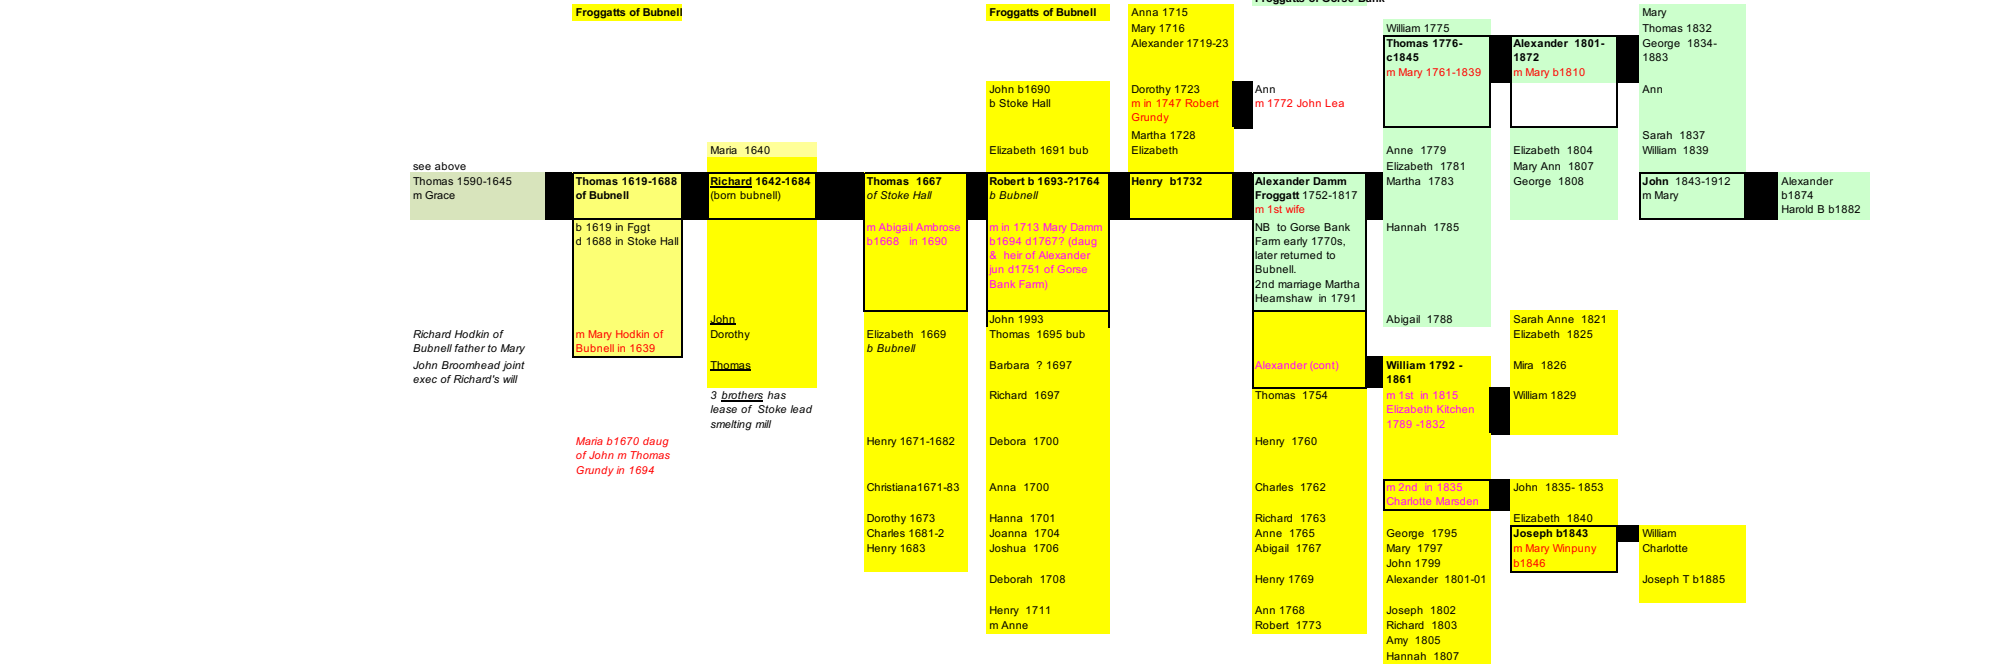 Froggatts of Bubnell
see above
Thomas 1590-1645
m Grace
Richard Hodkin of
Bubnell father to Mary
John Broomhead joint
exec of Richard's will
Thomas 1619-1688
of Bubnell
b 1619 in Fggt
d 1688 in Stoke Hall
m Mary Hodkin of
Bubnell in 1639
Maria b1670 daug
of John m Thomas
Grundy in 1694
Maria 1640
Richard 1642-1684
(born bubnell)
John
Dorothy
Thomas
3 brothers has
lease of Stoke lead
smelting mill
Thomas 1667
of Stoke Hall
m Abigail Ambrose
b1668 in 1690
Elizabeth 1669
b Bubnell
Henry 1671-1682
Christiana1671-83
Dorothy 1673
Charles 1681-2
Henry 1683
Froggatts of Bubnell
John b1690
b Stoke Hall
Elizabeth 1691 bub
Robert b 1693-?1764
b Bubnell
m in 1713 Mary Damm
b1694 d1767? (daug
& heir of Alexander
jun d1751 of Gorse
Bank Farm)
John 1993
Thomas 1695 bub
Barbara ? 1697
Richard 1697
Debora 1700
Anna 1700
Hanna 1701
Joanna 1704
Joshua 1706
Deborah 1708
Henry 1711
m Anne
Anna 1715
Mary 1716
Alexander 1719-23
Dorothy 1723
m in 1747 Robert
Grundy
Martha 1728
Elizabeth
Henry b1732
Froggatts of Gorse Bank
Ann
m 1772 John Lea
Alexander Damm
Froggatt 1752-1817
m 1st wife
NB to Gorse Bank
Farm early 1770s,
later returned to
Bubnell.
2nd marriage Martha
Hearnshaw in 1791
Alexander (cont)
Thomas 1754
Henry 1760
Charles 1762
Richard 1763
Anne 1765
Abigail 1767
Henry 1769
Ann 1768
Robert 1773
William 1775
Thomas 1776-
c1845
m Mary 1761-1839
Anne 1779
Elizabeth 1781
Martha 1783
Hannah 1785
Abigail 1788
William 1792 -
1861
m 1st in 1815
Elizabeth Kitchen
1789 -1832
m 2nd in 1835
Charlotte Marsden
George 1795
Mary 1797
John 1799
Alexander 1801-01
Joseph 1802
Richard 1803
Amy 1805
Hannah 1807
Alexander 1801-
1872
m Mary b1810
Elizabeth 1804
Mary Ann 1807
George 1808
Sarah Anne 1821
Elizabeth 1825
Mira 1826
William 1829
John 1835- 1853
Elizabeth 1840
Joseph b1843
m Mary Winpuny
b1846
Mary
Thomas 1832
George 1834-
1883
Ann
Sarah 1837
William 1839
John 1843-1912
m Mary
William
Charlotte
Joseph T b1885
Alexander
b1874
Harold B b1882